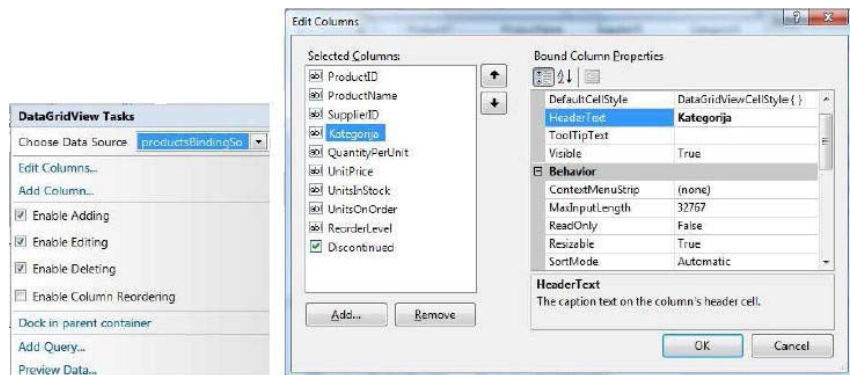 DataGridView Tasks
Choose Data Source productsBindingSo
Edit Columns...
Add Column...
Enable Adding
Enable Editing
Enable Deleting
Enable Column Reordering
Dock in parent container
Add Query...
Preview Data...
Edit Columns
Selected Columns:
ProductID
ProductName
SupplierID
Kategorija
QuantityPerUnit
UnitPrice
UnitsInStock
UnitsOnOrder
ReorderLevel
Discontinued
Add...
Remove
Bound Column Properties
DefaultCellStyle DataGridViewCellStyle { }
HeaderText Kategorija
ToolTipText
Visible True
Behavior
ContextMenuStrip (none)
MaxInputLength 32767
ReadOnly False
Resizable True
SortMode Automatic
HeaderText
The caption text on the column's header cell.
OK Cancel